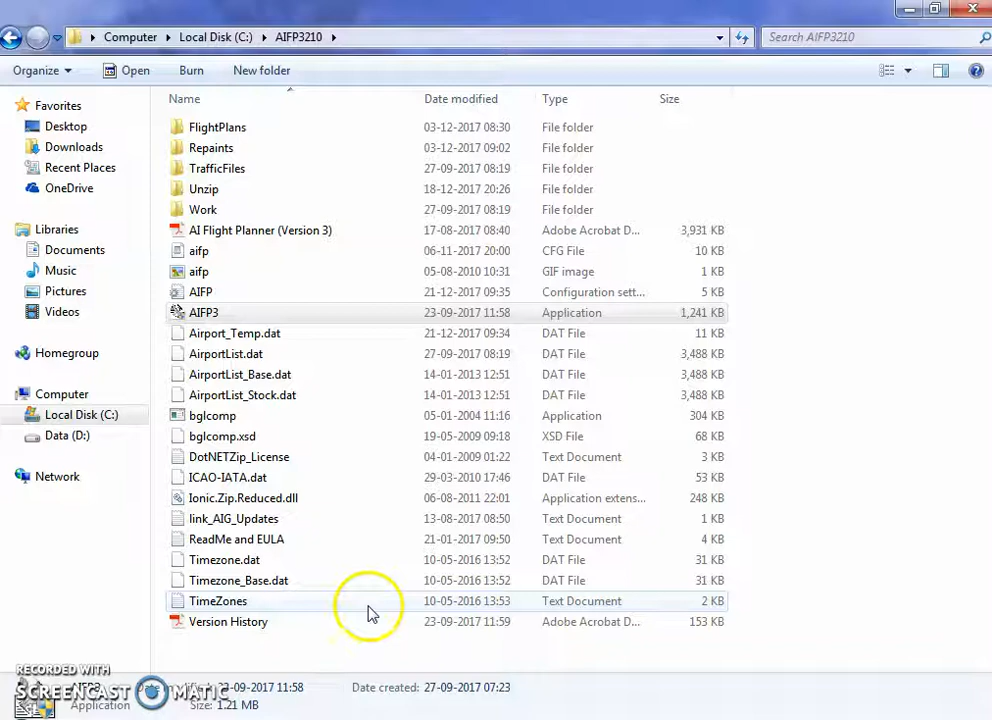 Computer Local Disk (C:) AIFP3210 Search AIFP3210
Organize Open Burn New folder
Favorites
Desktop
Downloads
Recent Places
OneDrive
Libraries
Documents
Music
Pictures
Videos
Homegroup
Computer
Local Disk (C:)
Data (D:)
Network
Name Date modified Type Size
FlightPlans 03-12-2017 08:30 File folder
Repaints 03-12-2017 09:02 File folder
TrafficFiles 27-09-2017 08:19 File folder
Unzip 18-12-2017 20:26 File folder
Work 27-09-2017 08:19 File folder
AI Flight Planner (Version 3) 17-08-2017 08:40 Adobe Acrobat D... 3,931 KB
aifp 06-11-2017 20:00 CFG File 10 KB
aifp 05-08-2010 10:31 GIF image 1 KB
AIFP 21-12-2017 09:35 Configuration sett... 5 KB
AIFP3 23-09-2017 11:58 Application 1,241 KB
Airport_Temp.dat 21-12-2017 09:34 DAT File 11 KB
AirportList.dat 27-09-2017 08:19 DAT File 3,488 KB
AirportList_Base.dat 14-01-2013 12:51 DAT File 3,488 KB
AirportList_Stock.dat 14-01-2013 12:51 DAT File 3,488 KB
bglcomp 05-01-2004 11:16 Application 304 KB
bglcomp.xsd 19-05-2009 09:18 XSD File 68 KB
DotNETZip_License 04-01-2009 01:22 Text Document 3 KB
ICAO-IATA.dat 29-03-2010 17:46 DAT File 53 KB
Ionic.Zip.Reduced.dll 06-08-2011 22:01 Application extens... 248 KB
link_AIG_Updates 13-08-2017 08:50 Text Document 1 KB
ReadMe and EULA 21-01-2017 09:50 Text Document 4 KB
Timezone.dat 10-05-2016 13:52 DAT File 31 KB
Timezone_Base.dat 10-05-2016 13:52 DAT File 31 KB
TimeZones 10-05-2016 13:53 Text Document 2 KB
Version History 23-09-2017 11:59 Adobe Acrobat D... 153 KB
RECORDED WITH
SCREENCAST MATIC
23-09-2017 11:58 Date created: 27-09-2017 07:23
Application Size: 1.21 MB